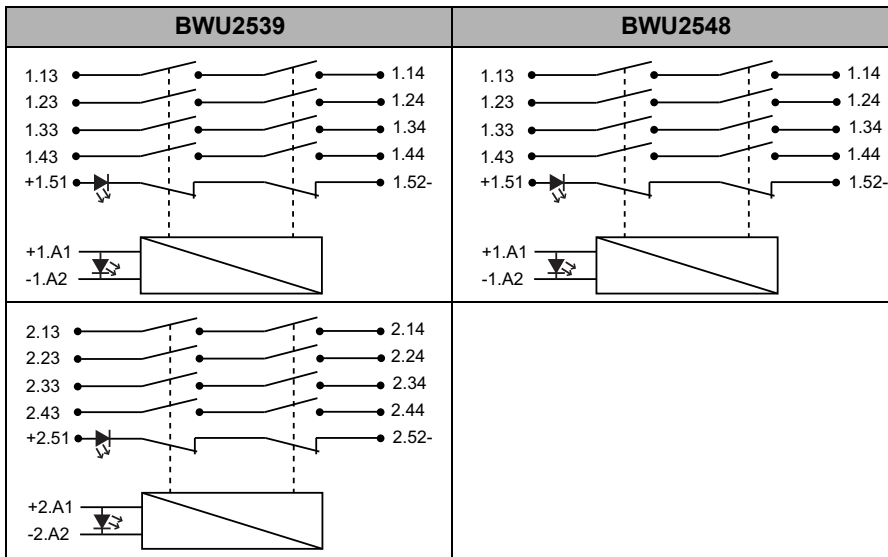 BWU2539 BWU2548
1.13 1.14 1.13 1.14
1.23 1.24 1.23 1.24
1.33 1.34 1.33 1.34
1.43 1.44 1.43 1.44
+1.51 1.52- +1.51 1.52-
+1.A1 +1.A1
-1.A2 -1.A2
2.13 2.14
2.23 2.24
2.33 2.34
2.43 2.44
+2.51 2.52-
+2.A1
-2.A2